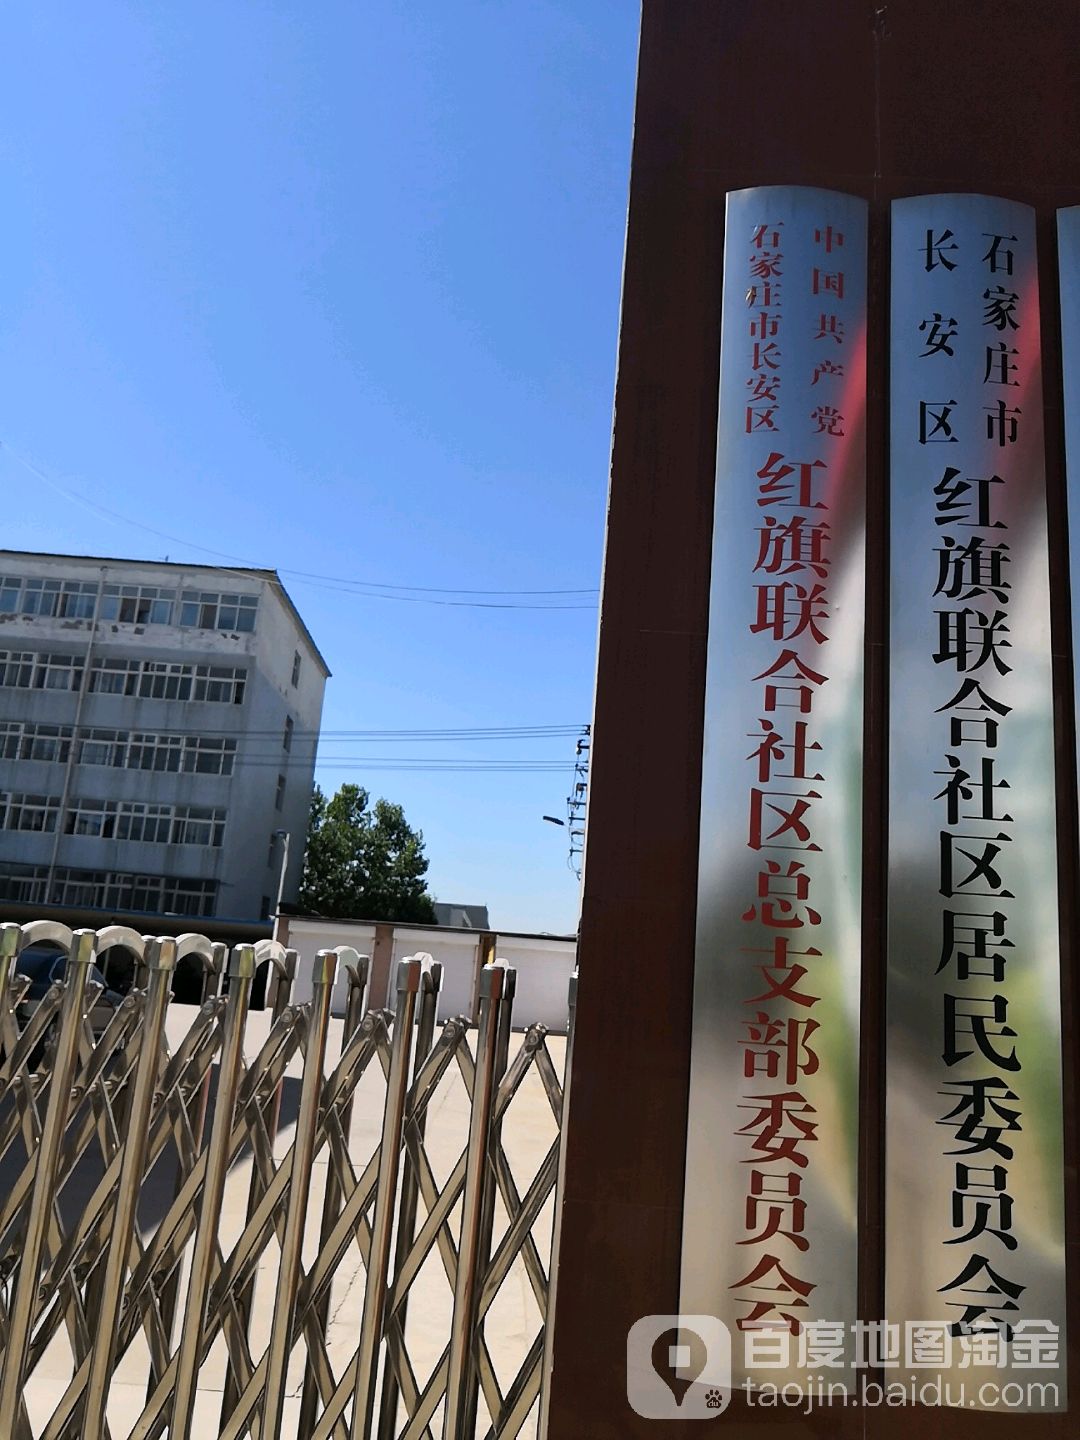 中国共产党
石家庄市长安区
红旗联合社区总支部委员会
石家庄市
长安区
红旗联合社区居民委员会
百度地图淘金
taojin.baidu.com